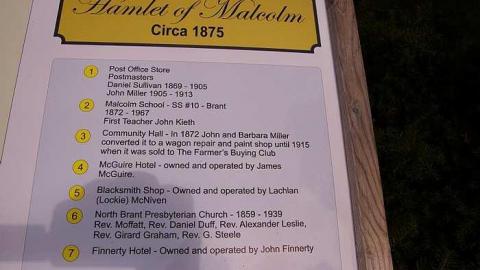 Hamlet of Malcolm
Circa 1875
1 Post Office Store
Postmasters
Daniel Sullivan 1869 - 1905
John Miller 1905 - 1913
2 Malcolm School - SS #10 - Brant
1872 - 1967
First Teacher John Kieth
3 Community Hall - In 1872 John and Barbara Miller
converted it to a wagon repair and paint shop until 1915
when it was sold to The Farmer's Buying Club
4 McGuire Hotel - owned and operated by James
McGuire.
5 Blacksmith Shop - Owned and operated by Lachlan
(Lockie) McNiven
6 North Brant Presbyterian Church - 1859 - 1939
Rev. Moffatt, Rev. Daniel Duff, Rev. Alexander Leslie,
Rev. Girard Graham, Rev. G. Steele
7 Finnerty Hotel - Owned and operated by John Finnerty